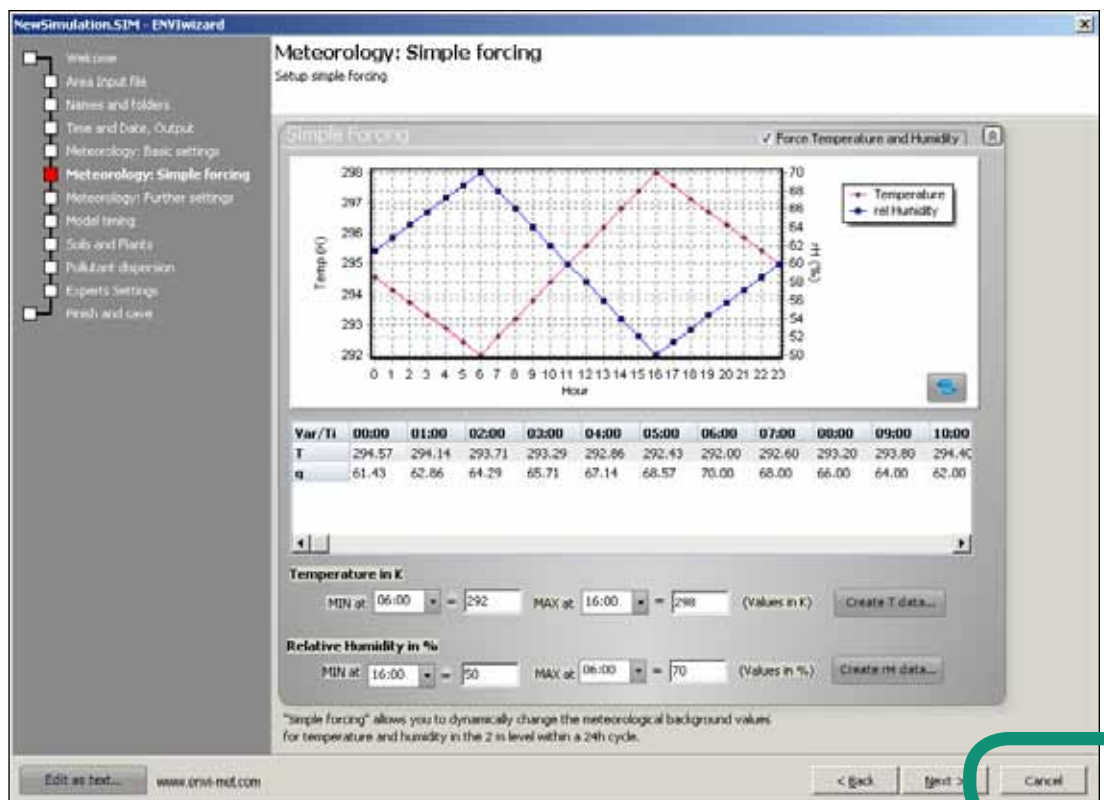 NewSimulation.SIM - ENVIwizard
Welcome
Area Input file
Names and folders
Time and Date, Output
Meteorology: Basic settings
Meteorology: Simple forcing
Meteorology: Further settings
Model timing
Soils and Plants
Pollutant dispersion
Experts Settings
Finish and save
Meteorology: Simple forcing
Setup simple forcing
Simple Forcing
Force Temperature and Humidity
298
297
296
295
294
293
292
Temp (K)
70
68
66
64
62
60
58
56
54
52
50
rH (%)
0 1 2 3 4 5 6 7 8 9 10 11 12 13 14 15 16 17 18 19 20 21 22 23
Hour
Temperature
rel Humidity
Var/Ti 00:00 01:00 02:00 03:00 04:00 05:00 06:00 07:00 08:00 09:00 10:00
T 294.57 294.14 293.71 293.29 292.86 292.43 292.00 292.60 293.20 293.80 294.40
q 61.43 62.86 64.29 65.71 67.14 68.57 70.00 68.00 66.00 64.00 62.00
Temperature in K
MIN at 06:00 = 292 MAX at 16:00 = 298 (Values in K) Create T data...
Relative Humidity in %
MIN at 16:00 = 50 MAX at 06:00 = 70 (Values in %) Create rH data...
"Simple forcing" allows you to dynamically change the meteorological background values
for temperature and humidity in the 2 m level within a 24h cycle.
Edit as text... www.envi-met.com < Back Next > Cancel